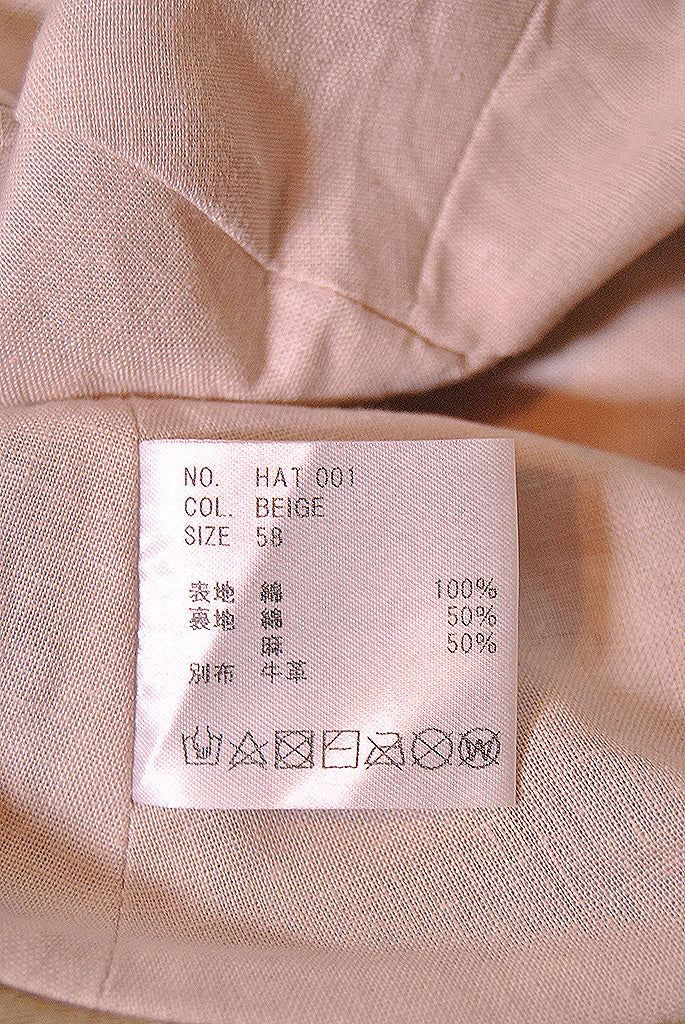 NO. HAT 001
COL. BEIGE
SIZE 58
表地 綿 100%
裏地 綿 50%
麻 50%
別布 牛革